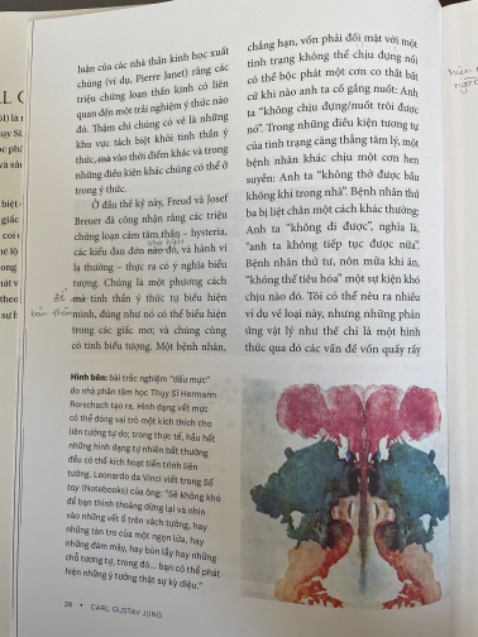 luận của các nhà thần kinh học xuất
chúng (ví dụ, Pierre Janet) rằng các
triệu chứng loạn thần kinh có liên
quan đến một trải nghiệm ý thức nào
đó. Thậm chí chúng có vẻ là những
khu vực tách biệt khỏi tinh thần ý
thức, mà vào thời điểm khác và trong
những điều kiện khác chúng có thể ở
trong ý thức.
Ở đầu thế kỷ này, Freud và Josef
Breuer đã công nhận rằng các triệu
chứng loạn cảm tâm thần – hysteria,
các kiểu đau đớn nào đó, và hành vi
lạ thường – thực ra có ý nghĩa biểu
tượng. Chúng là một phương cách
để
mà tinh thần ý thức tự biểu hiện
bản thân
mình, đúng như nó có thể biểu hiện
trong các giấc mơ; và chúng cũng
có tính biểu tượng. Một bệnh nhân,
chẳng hạn, vốn phải đối mặt với một
tình trạng không thể chịu đựng nổi
có thể bộc phát một cơn co thắt bất
cứ khi nào anh ta cố gắng nuốt: Anh
ta “không chịu đựng/nuốt trôi được
nó”. Trong những điều kiện tương tự
của tình trạng căng thẳng tâm lý, một
bệnh nhân khác chịu một cơn hen
suyễn: Anh ta “không thở được bầu
không khí trong nhà”. Bệnh nhân thứ
ba bị liệt chân một cách khác thường:
Anh ta “không đi được”, nghĩa là,
“anh ta không tiếp tục được nữa”.
Bệnh nhân thứ tư, nôn mửa khi ăn,
“không thể tiêu hóa” một sự kiện khó
chịu nào đó. Tôi có thể nêu ra nhiều
ví dụ về loại này, nhưng những phản
ứng vật lý như thế chỉ là một hình
thức qua đó các vấn đề vốn quấy rầy
Hình bên: bài trắc nghiệm “dấu mực”
do nhà phân tâm học Thụy Sĩ Hermann
Rorschach tạo ra. Hình dạng vết mực
có thể đóng vai trò một kích thích cho
liên tưởng tự do; trong thực tế, hầu hết
những hình dạng tự nhiên bất thường
đều có thể kích hoạt tiến trình liên
tưởng. Leonardo da Vinci viết trong Sổ
tay (Notebooks) của ông: “Sẽ không khó
để bạn thỉnh thoảng dừng lại và nhìn
vào những vết ố trên vách tường, hay
những tàn tro của một ngọn lửa, hay
những đám mây, hay bùn lầy hay những
chỗ tương tự, trong đó... bạn có thể phát
hiện những ý tưởng thật sự kỳ diệu.”
28 • CARL GUSTAV JUNG